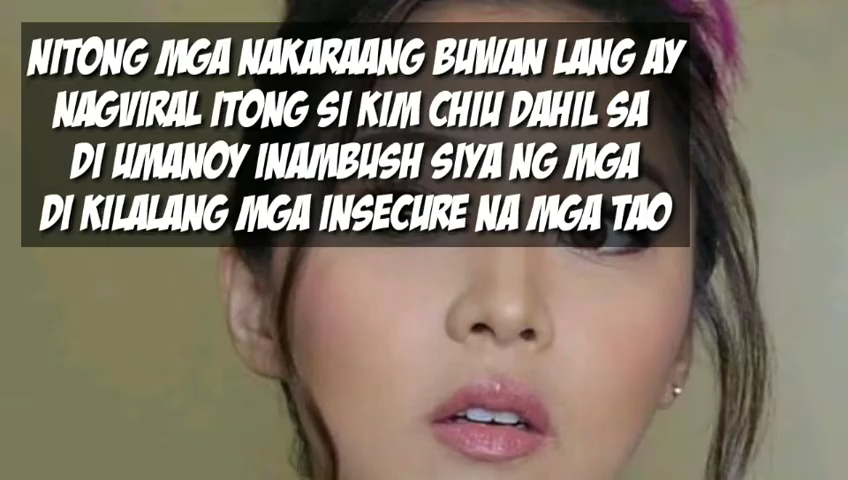 NITONG MGA NAKARAANG BUWAN LANG AY
NAGVIRAL ITONG SI KIM CHIU DAHIL SA
DI UMANOY INAMBUSH SIYA NG MGA
DI KILALANG MGA INSECURE NA MGA TAO